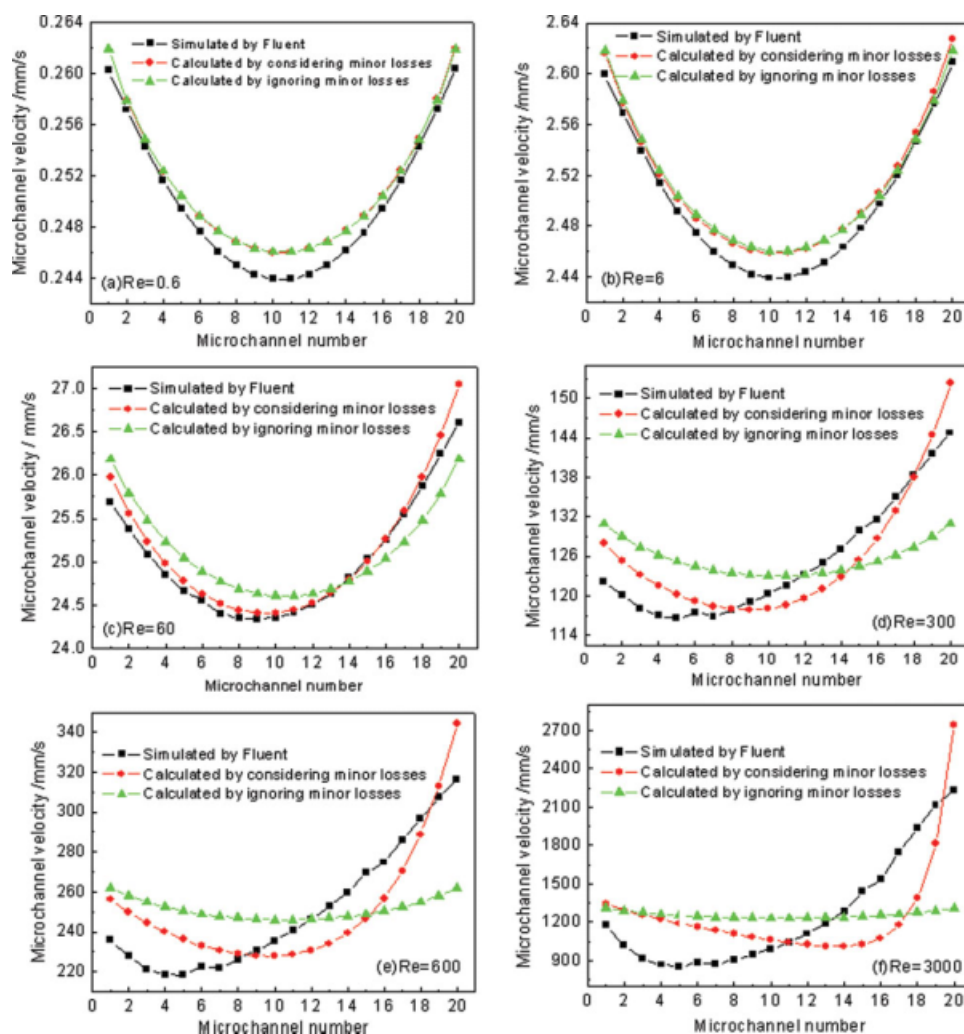 0.264
0.260
0.256
0.252
0.248
0.244
Microchannel velocity /mm/s
Simulated by Fluent
Calculated by considering minor losses
Calculated by ignoring minor losses
(a)Re=0.6
0 2 4 6 8 10 12 14 16 18 20
Microchannel number
2.64
2.60
2.56
2.52
2.48
2.44
Microchannel velocity /mm/s
Simulated by Fluent
Calculated by considering minor losses
Calculated by ignoring minor losses
(b)Re=6
0 2 4 6 8 10 12 14 16 18 20
Microchannel number
27.0
26.5
26.0
25.5
25.0
24.5
24.0
Microchannel velocity / mm/s
Simulated by Fluent
Calculated by considering minor losses
Calculated by ignoring minor losses
(c)Re=60
0 2 4 6 8 10 12 14 16 18 20
Microchannel number
150
144
138
132
126
120
114
Microchannel velocity /mm/s
Simulated by Fluent
Calculated by considering minor losses
Calculated by ignoring minor losses
(d)Re=300
0 2 4 6 8 10 12 14 16 18 20
Microchannel number
340
320
300
280
260
240
220
Microchannel velocity /mm/s
Simulated by Fluent
Calculated by considering minor losses
Calculated by ignoring minor losses
(e)Re=600
0 2 4 6 8 10 12 14 16 18 20
Microchannel number
2700
2400
2100
1800
1500
1200
900
Microchannel velocity /mm/s
Simulated by Fluent
Calculated by considering minor losses
Calculated by ignoring minor losses
(f)Re=3000
0 2 4 6 8 10 12 14 16 18 20
Microchannel number